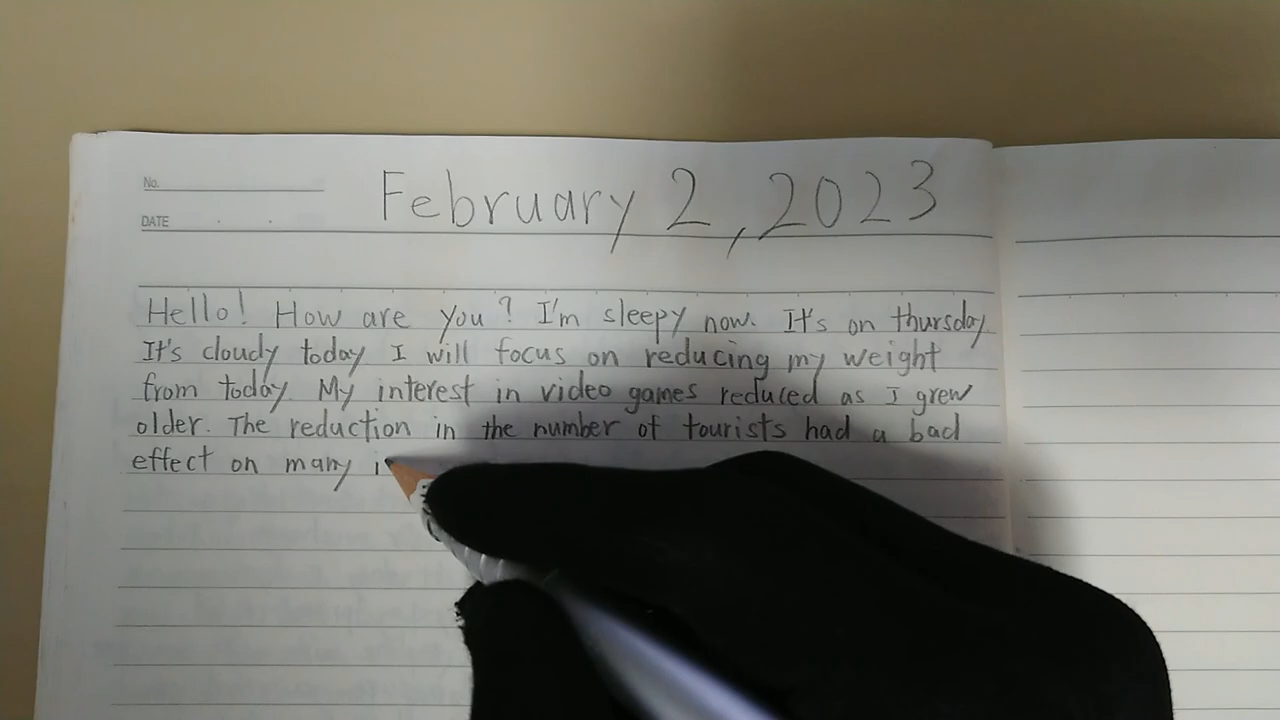 No.
DATE
February 2, 2023
Hello! How are you? I'm sleepy now. It's on thursday
It's cloudy today I will focus on reducing my weight
from today My interest in video games reduced as I grew
older. The reduction in the number of tourists had a bad
effect on many